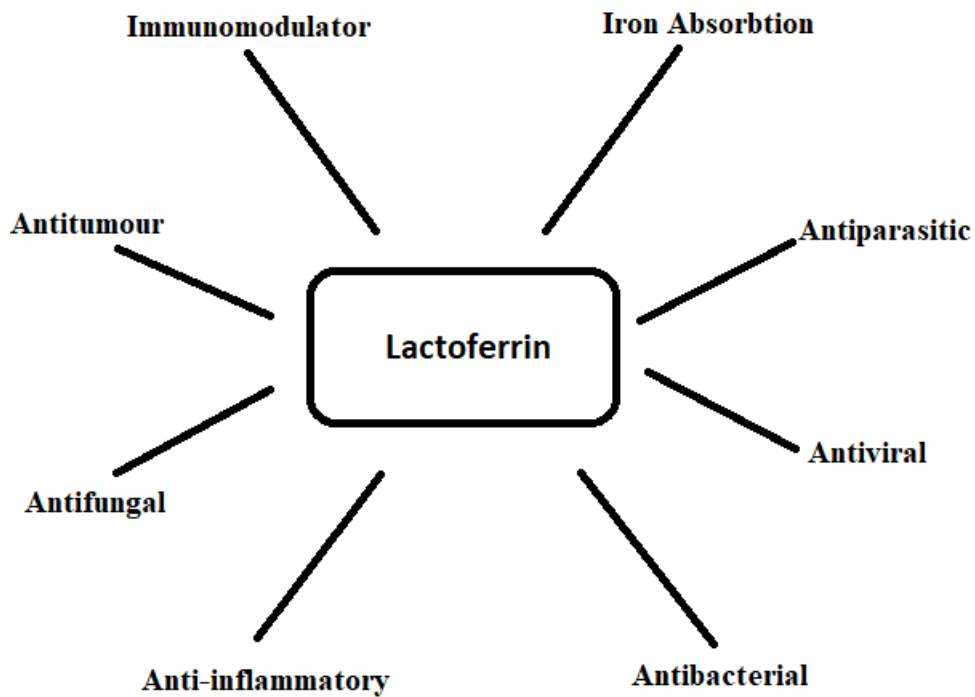 Immunomodulator
Iron Absorbtion
Antitumour
Antiparasitic
Lactoferrin
Antiviral
Antifungal
Anti-inflammatory
Antibacterial